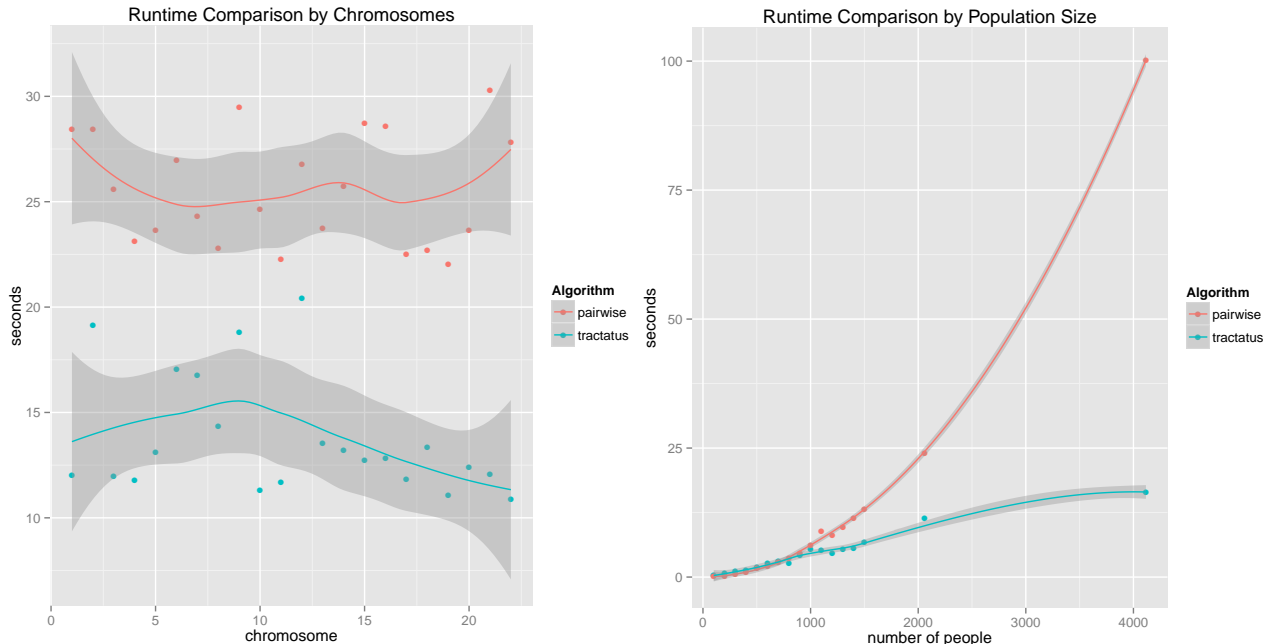 Runtime Comparison by Chromosomes
30
25
20
15
10
seconds
0
5
10
15
20
chromosome
Algorithm
pairwise
tractatus
Runtime Comparison by Population Size
100
75
50
25
0
seconds
0
1000
2000
3000
4000
number of people
Algorithm
pairwise
tractatus